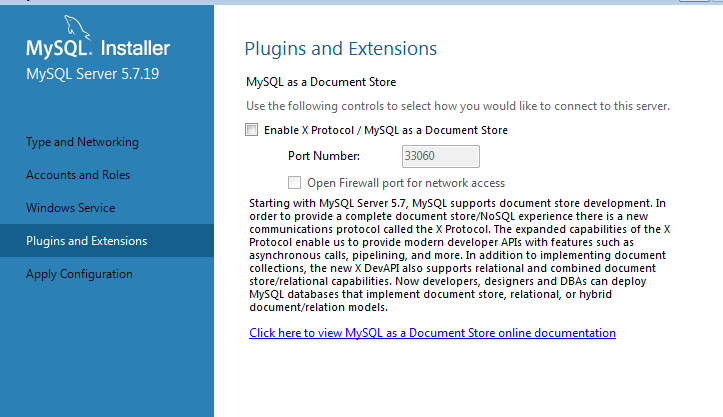 MySQL. Installer
MySQL Server 5.7.19
Type and Networking
Accounts and Roles
Windows Service
Plugins and Extensions
Apply Configuration
Plugins and Extensions
MySQL as a Document Store
Use the following controls to select how you would like to connect to this server.
Enable X Protocol / MySQL as a Document Store
Port Number:
33060
Open Firewall port for network access
Starting with MySQL Server 5.7, MySQL supports document store development. In
order to provide a complete document store/NoSQL experience there is a new
communications protocol called the X Protocol. The expanded capabilities of the X
Protocol enable us to provide modern developer APIs with features such as
asynchronous calls, pipelining, and more. In addition to implementing document
collections, the new X DevAPI also supports relational and combined document
store/relational capabilities. Now developers, designers and DBAs can deploy
MySQL databases that implement document store, relational, or hybrid
document/relation models.
Click here to view MySQL as a Document Store online documentation